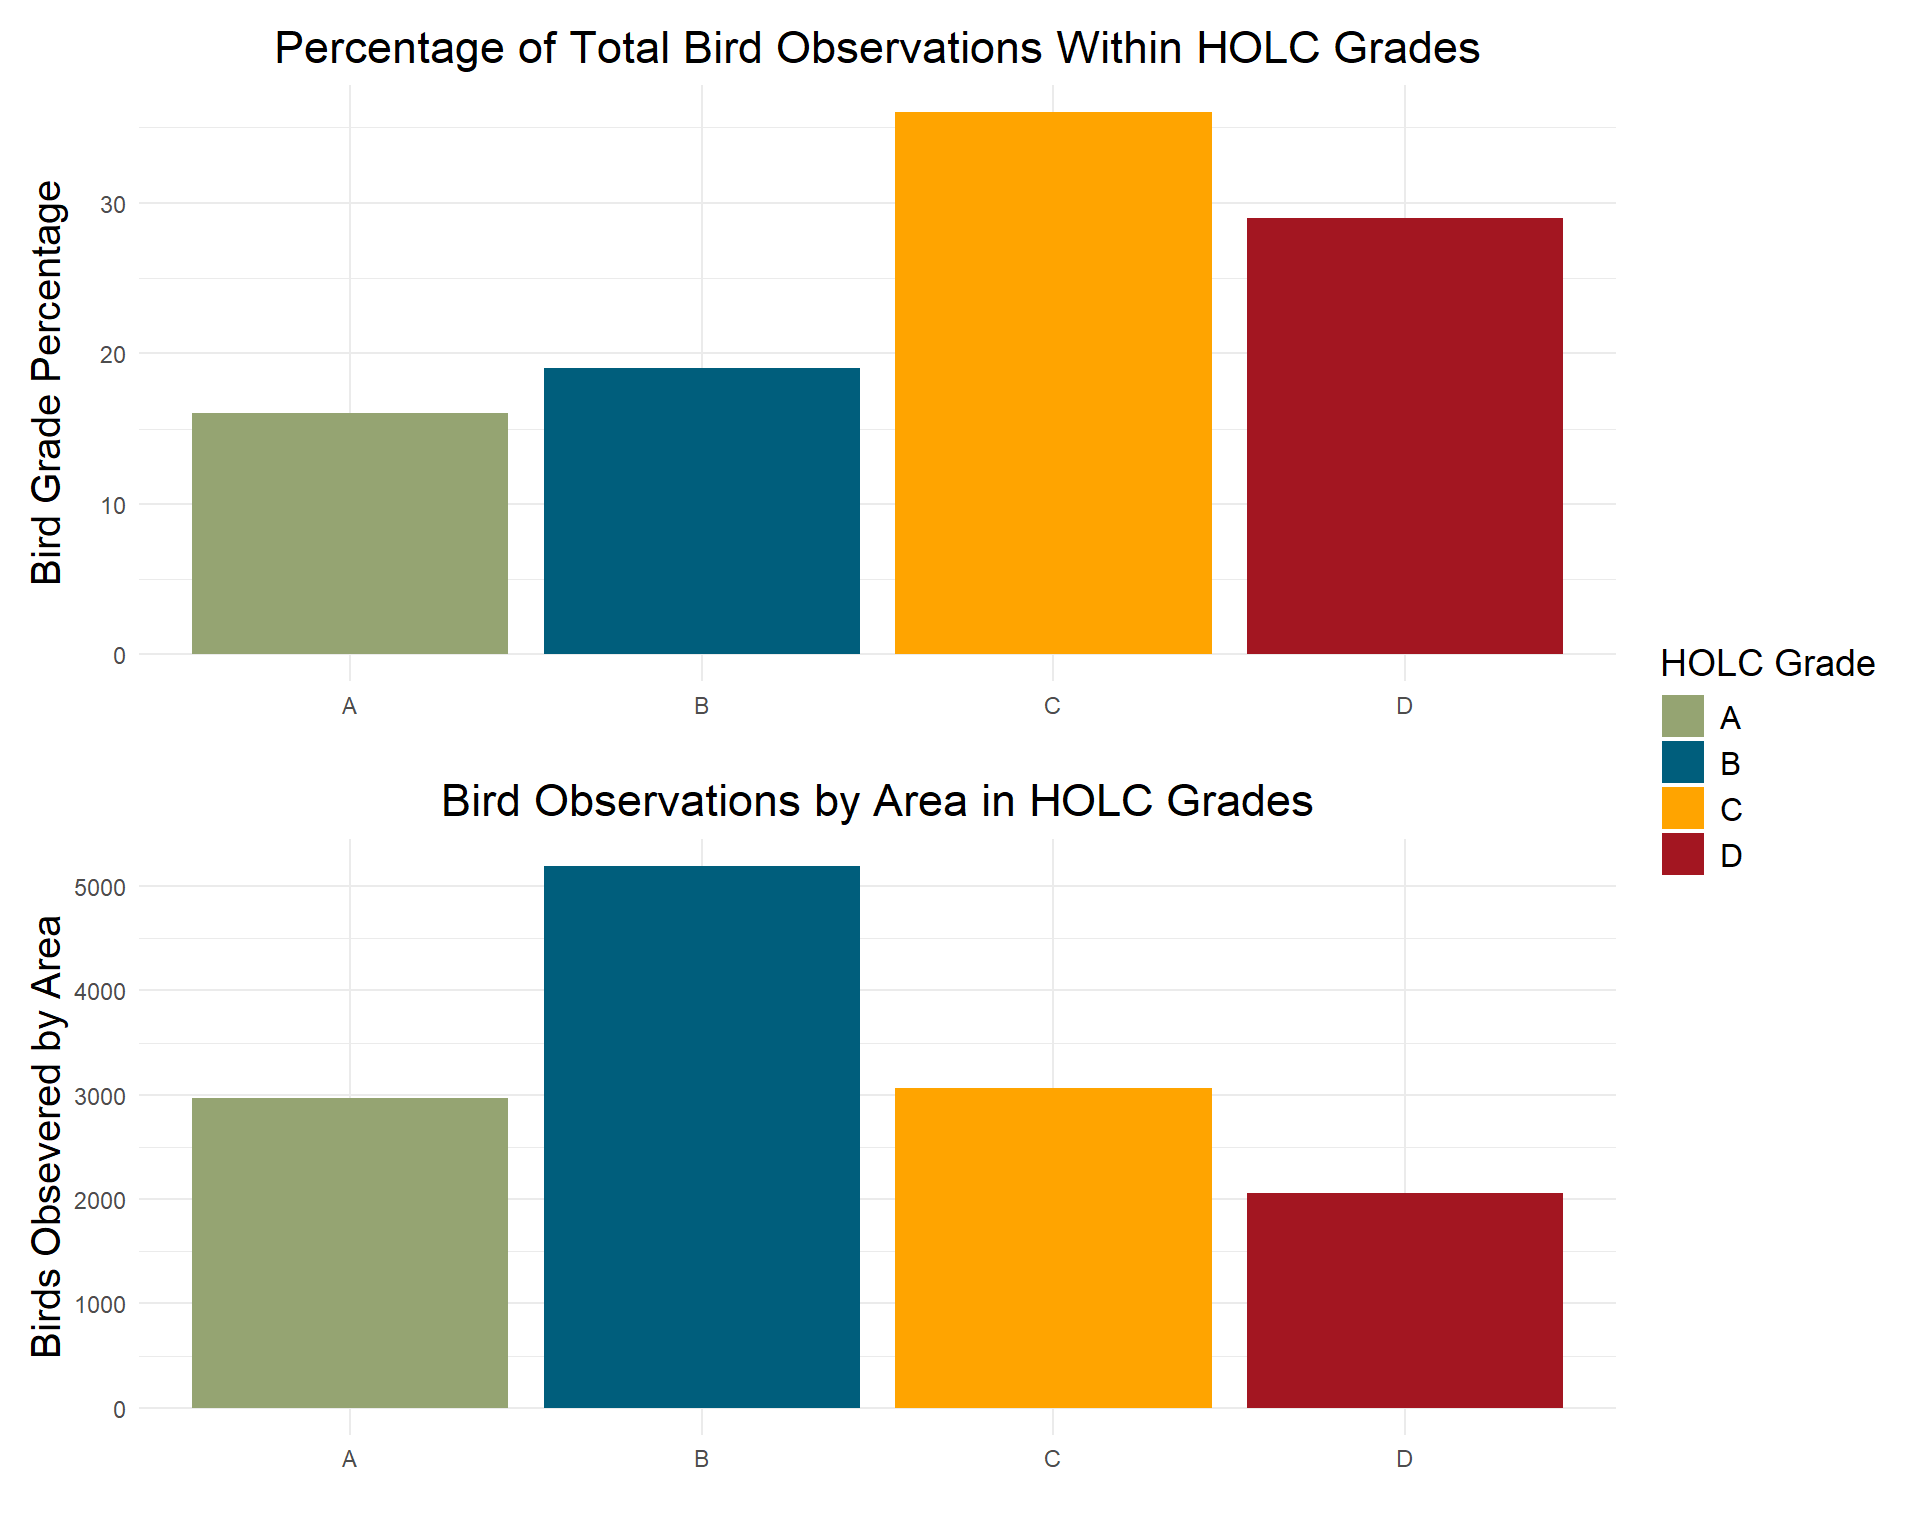 Percentage of Total Bird Observations Within HOLC Grades
Bird Grade Percentage
30
20
10
0
A B C D
HOLC Grade
A
B
C
D
Bird Observations by Area in HOLC Grades
Birds Obsevered by Area
5000
4000
3000
2000
1000
0
A B C D